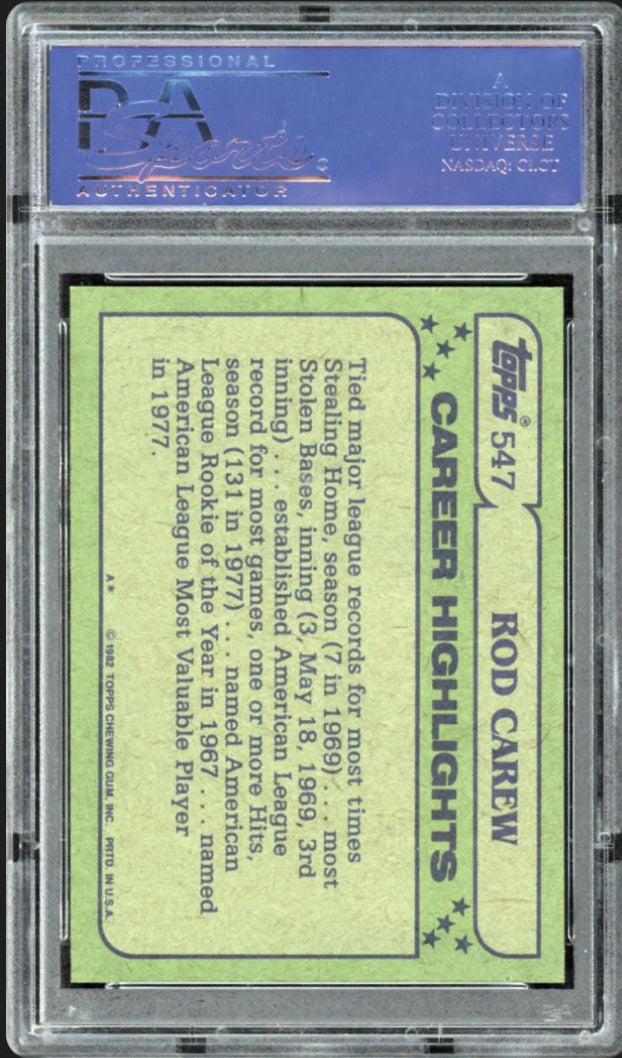 PROFESSIONAL
PSA
Sports
AUTHENTICATOR
A
DIVISION OF
COLLECTORS
UNIVERSE
NASDAQ: CLCT
topps® 547
ROD CAREW
CAREER HIGHLIGHTS
Tied major league records for most times
Stealing Home, season (7 in 1969) . . . most
Stolen Bases, inning (3, May 18, 1969, 3rd
inning) . . . established American League
record for most games, one or more Hits,
season (131 in 1977) . . . named American
League Rookie of the Year in 1967 . . . named
American League Most Valuable Player
in 1977.
A* © 1982 TOPPS CHEWING GUM, INC. PRTD. IN U.S.A.